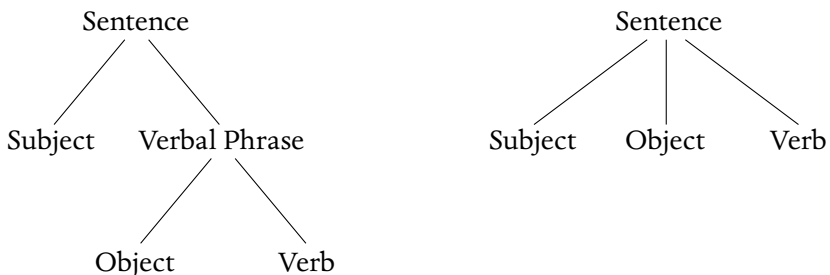 Sentence Sentence
Subject Verbal Phrase Subject Object Verb
Object Verb